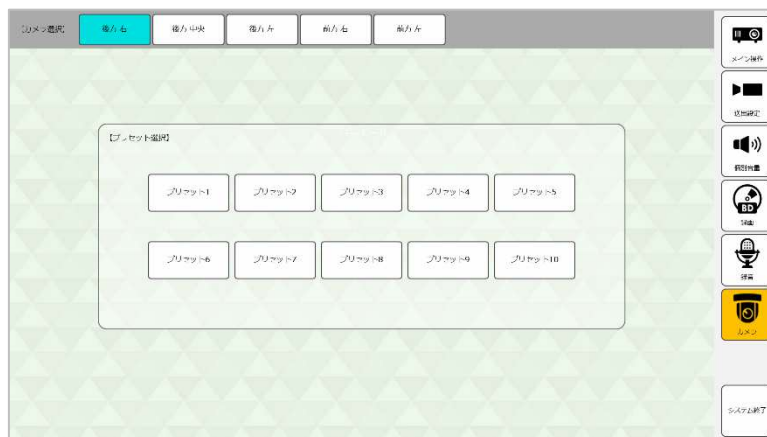 【カメラ選択】
後方 右
後方 中央
後方 左
前方 右
前方 左
【プリセット選択】
プリセット1
プリセット2
プリセット3
プリセット4
プリセット5
プリセット6
プリセット7
プリセット8
プリセット9
プリセット10
メイン操作
送出設定
個別音量
BD
録画
録音
カメラ
システム終了